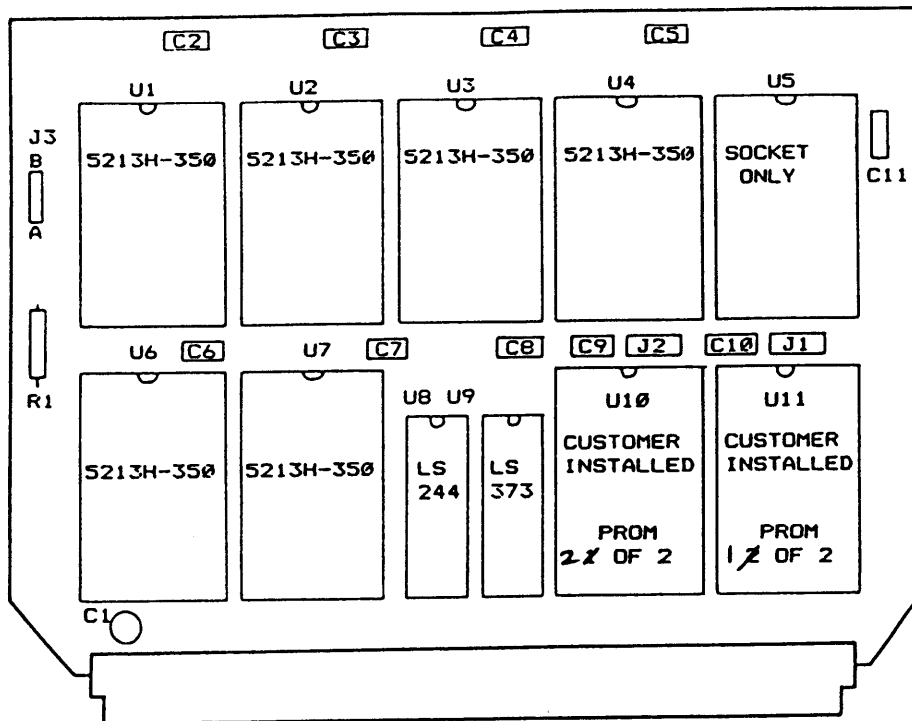 C2 C3 C4 C5
U1 U2 U3 U4 U5
J3
B
A
5213H-350 5213H-350 5213H-350 5213H-350
SOCKET
ONLY
C11
U6 C6 U7 C7 C8 C9 J2 C10 J1
R1
U8 U9
U10 U11
5213H-350 5213H-350
LS
244
LS
373
CUSTOMER
INSTALLED
PROM
2 OF 2
CUSTOMER
INSTALLED
PROM
1 OF 2
C1